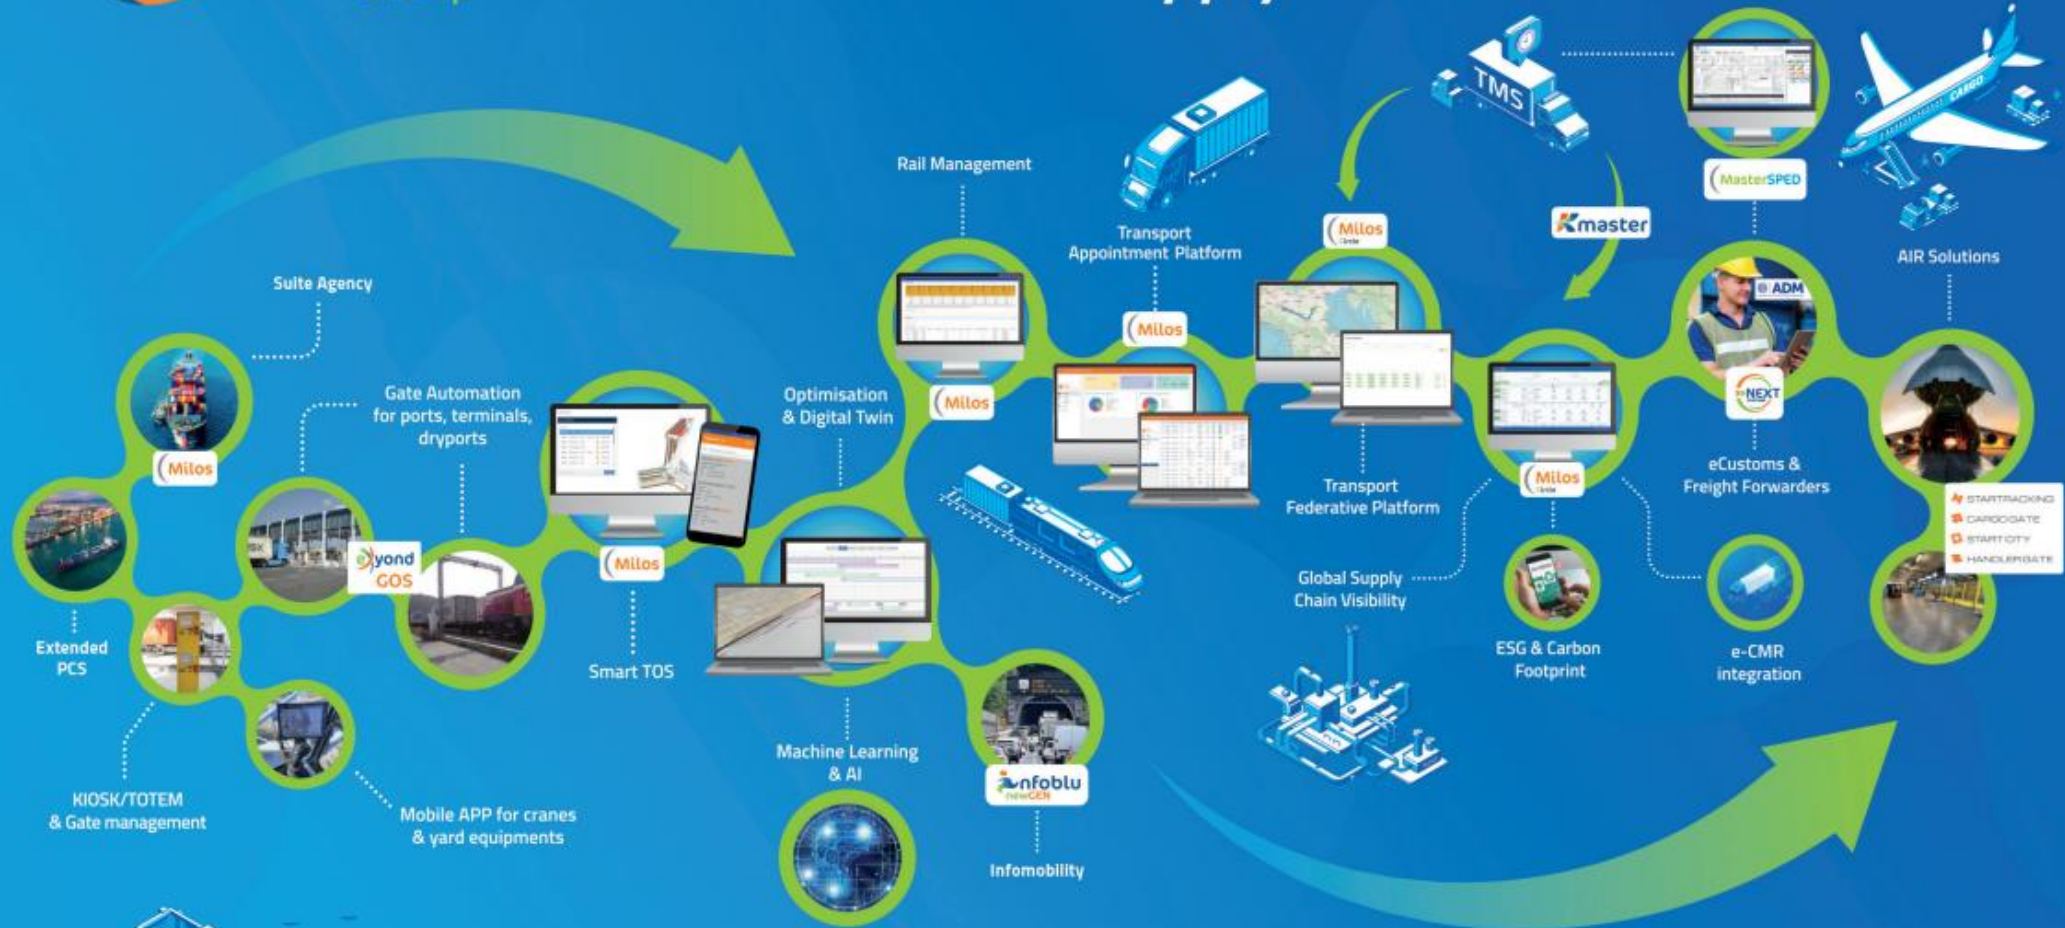 TMS
CARGO
MasterSPED
Rail Management
Milos
Kmaster
Transport
Appointment Platform
AIR Solutions
Suite Agency
ADM
Milos
Gate Automation
for ports, terminals,
dryports
Optimisation
& Digital Twin
Milos
NEXT
Milos
eCustoms &
Freight Forwarders
Milos
Transport
Federative Platform
STARTRACKING
CARGOGATE
STARTCITY
HANDLERGATE
eyond
GOS
Milos
Global Supply
Chain Visibility
Extended
PCS
Smart TOS
ESG & Carbon
Footprint
e-CMR
integration
Machine Learning
& AI
infoblu
newGEN
KIOSK/TOTEM
& Gate management
Mobile APP for cranes
& yard equipments
Infomobility